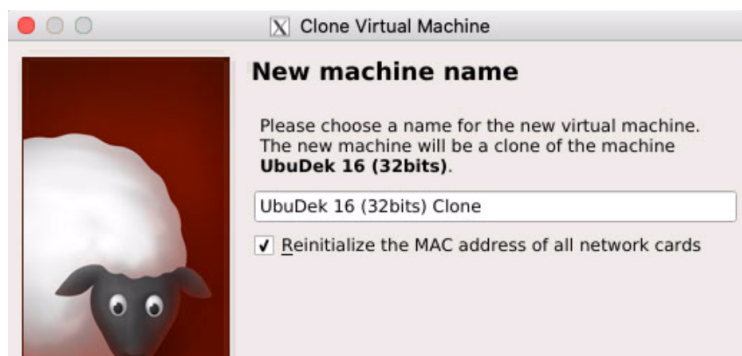 Clone Virtual Machine
New machine name
Please choose a name for the new virtual machine.
The new machine will be a clone of the machine
UbuDek 16 (32bits).
UbuDek 16 (32bits) Clone
Reinitialize the MAC address of all network cards